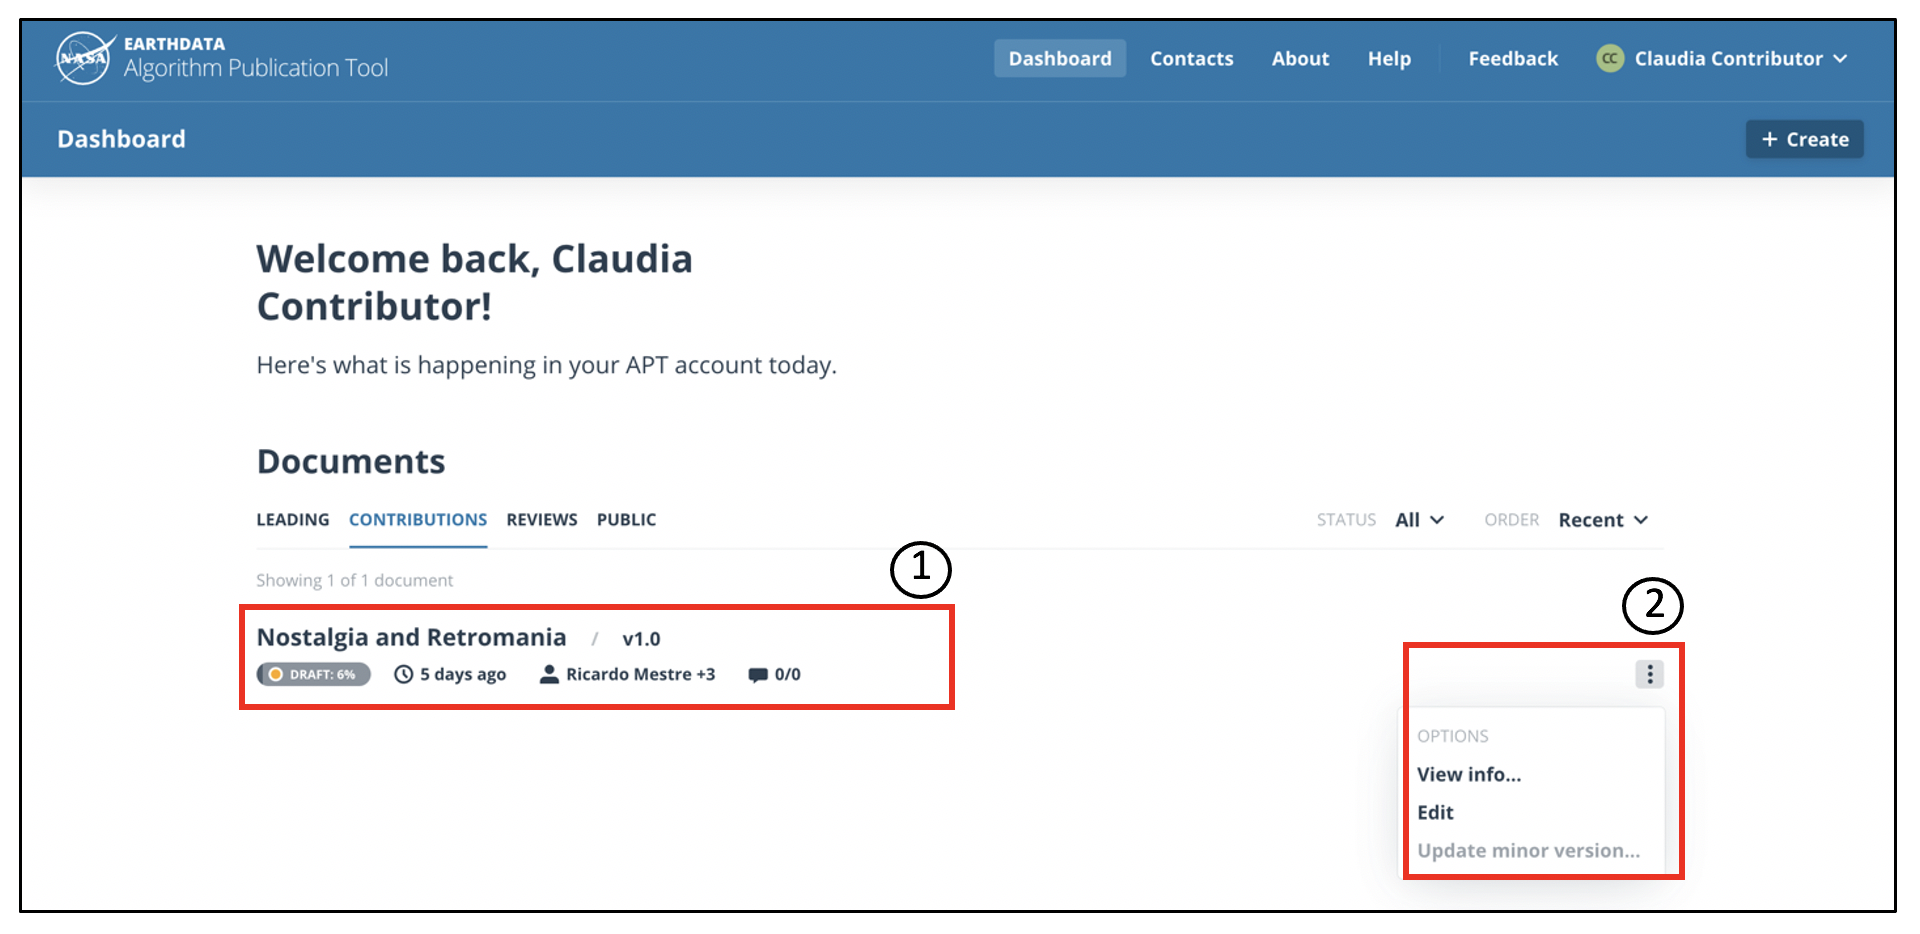 NASA
EARTHDATA
Algorithm Publication Tool
Dashboard Contacts About Help Feedback CC Claudia Contributor
Dashboard
+ Create
Welcome back, Claudia
Contributor!
Here's what is happening in your APT account today.
Documents
LEADING CONTRIBUTIONS REVIEWS PUBLIC STATUS All ORDER Recent
1
Showing 1 of 1 document
2
Nostalgia and Retromania / v1.0
DRAFT: 6% 5 days ago Ricardo Mestre +3 0/0
OPTIONS
View info...
Edit
Update minor version...